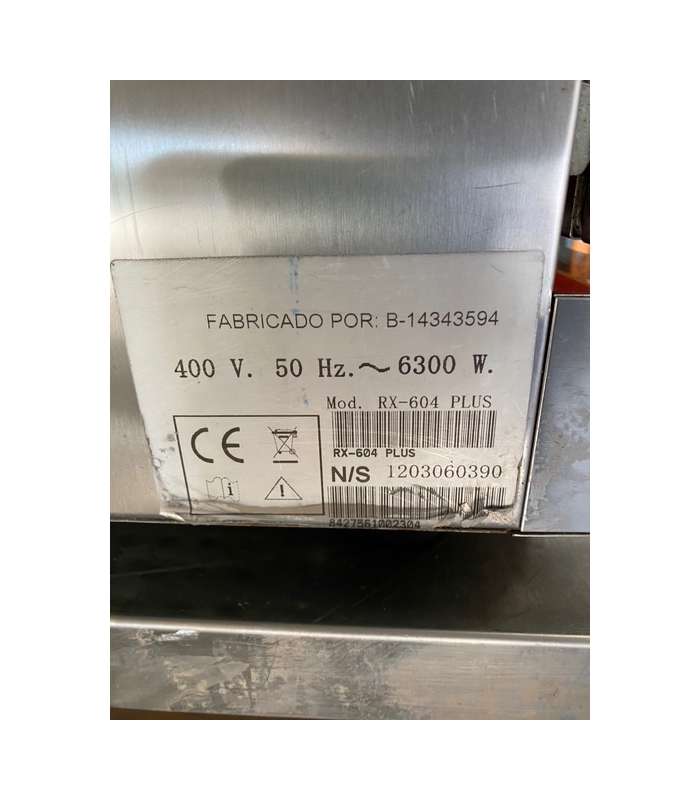 FABRICADO POR: B-14343594
400 V. 50 Hz.~ 6300 W.
Mod. RX-604 PLUS
CE
RX-604 PLUS
i
N/S 1203060390
8427561002304